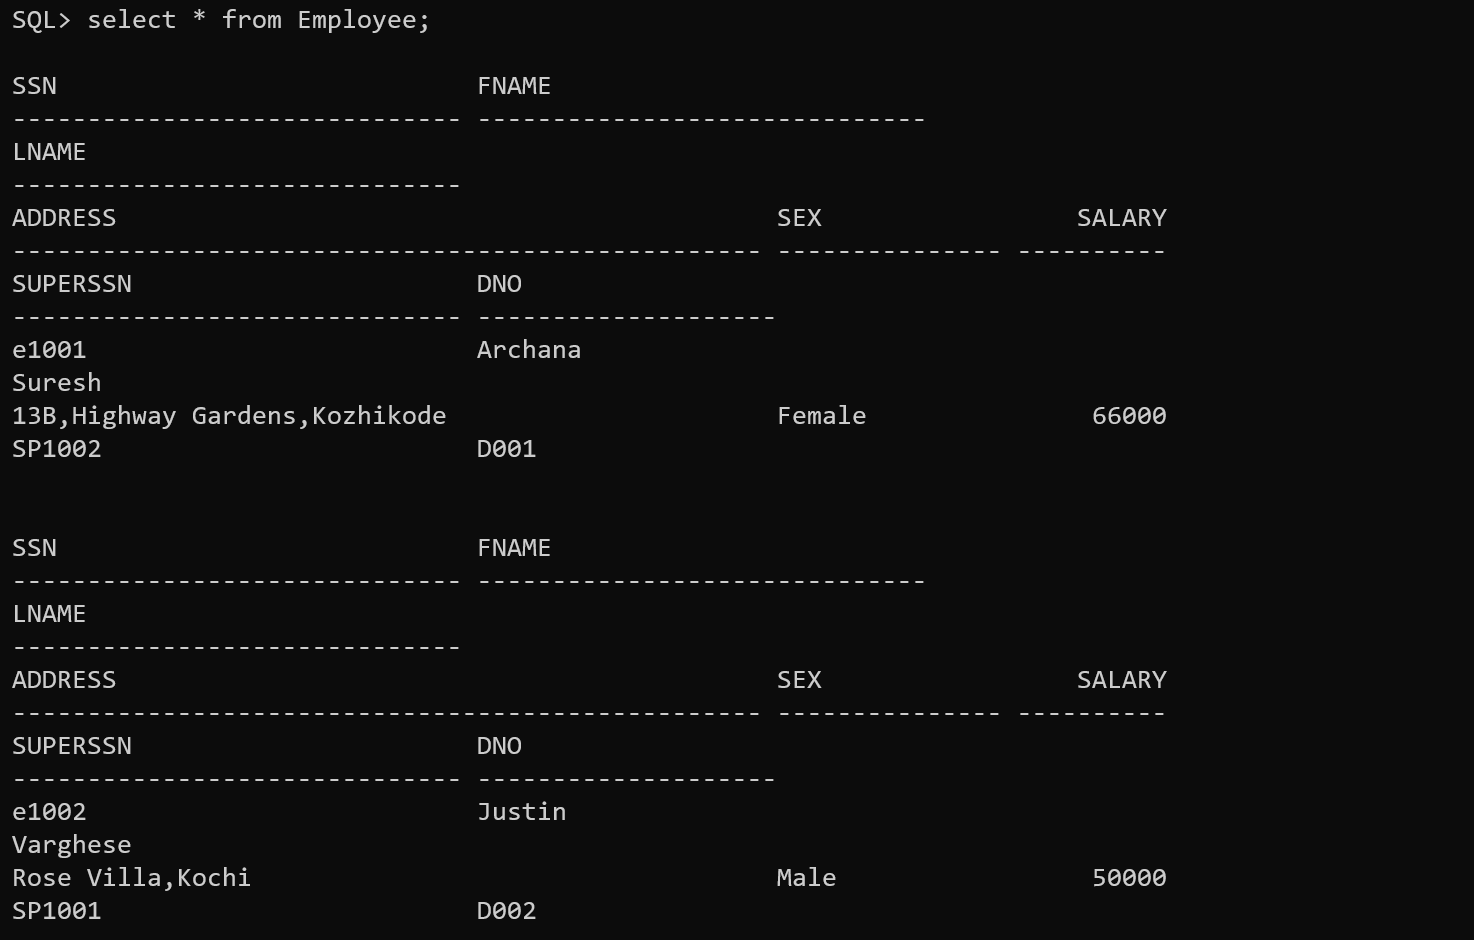 SQL> select * from Employee;
SSN                            FNAME
------------------------------ ------------------------------
LNAME
------------------------------
ADDRESS                                            SEX                 SALARY
-------------------------------------------------- --------------- ----------
SUPERSSN                       DNO
------------------------------ --------------------
e1001                          Archana
Suresh
13B,Highway Gardens,Kozhikode                      Female               66000
SP1002                         D001
SSN                            FNAME
------------------------------ ------------------------------
LNAME
------------------------------
ADDRESS                                            SEX                 SALARY
-------------------------------------------------- --------------- ----------
SUPERSSN                       DNO
------------------------------ --------------------
e1002                          Justin
Varghese
Rose Villa,Kochi                                   Male                 50000
SP1001                         D002